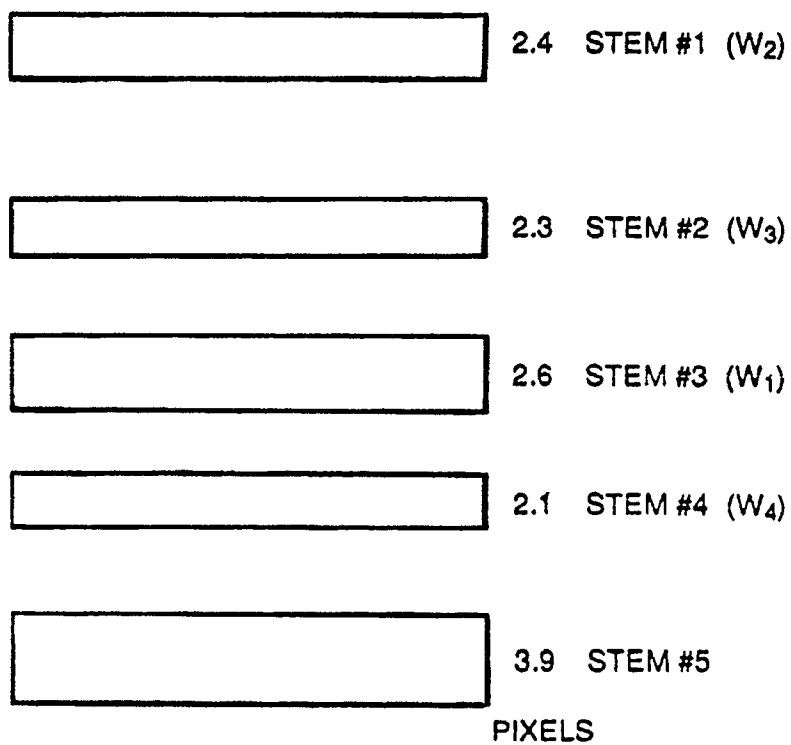 2.4 STEM #1 (W2)
2.3 STEM #2 (W3)
2.6 STEM #3 (W1)
2.1 STEM #4 (W4)
3.9 STEM #5
PIXELS